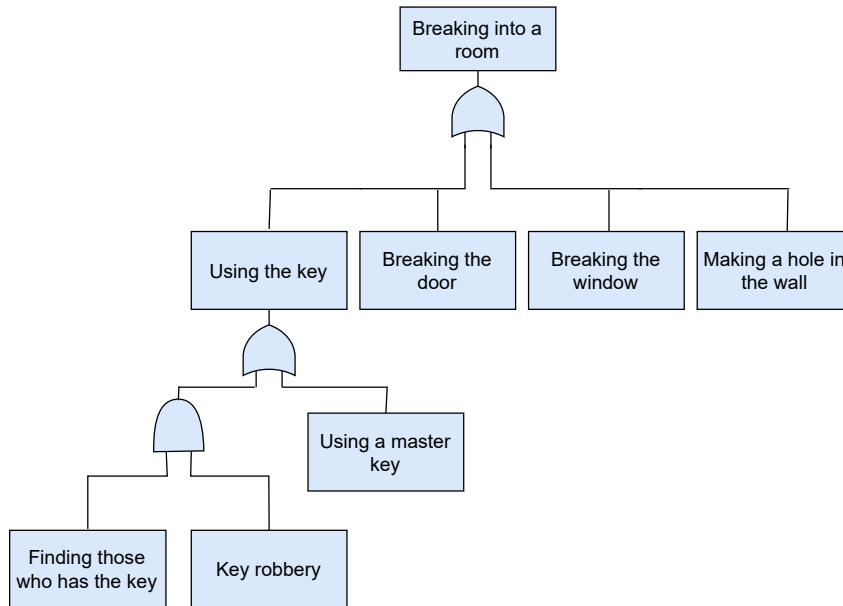 Breaking into a
room
Using the key
Breaking the
door
Breaking the
window
Making a hole in
the wall
Using a master
key
Finding those
who has the key
Key robbery